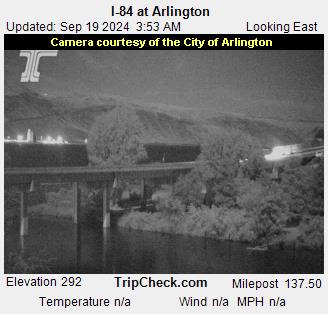 I-84 at Arlington
Updated: Sep 19 2024 3:53 AM Looking East
Camera courtesy of the City of Arlington
Elevation 292 TripCheck.com Milepost 137.50
Temperature n/a Wind n/a MPH n/a